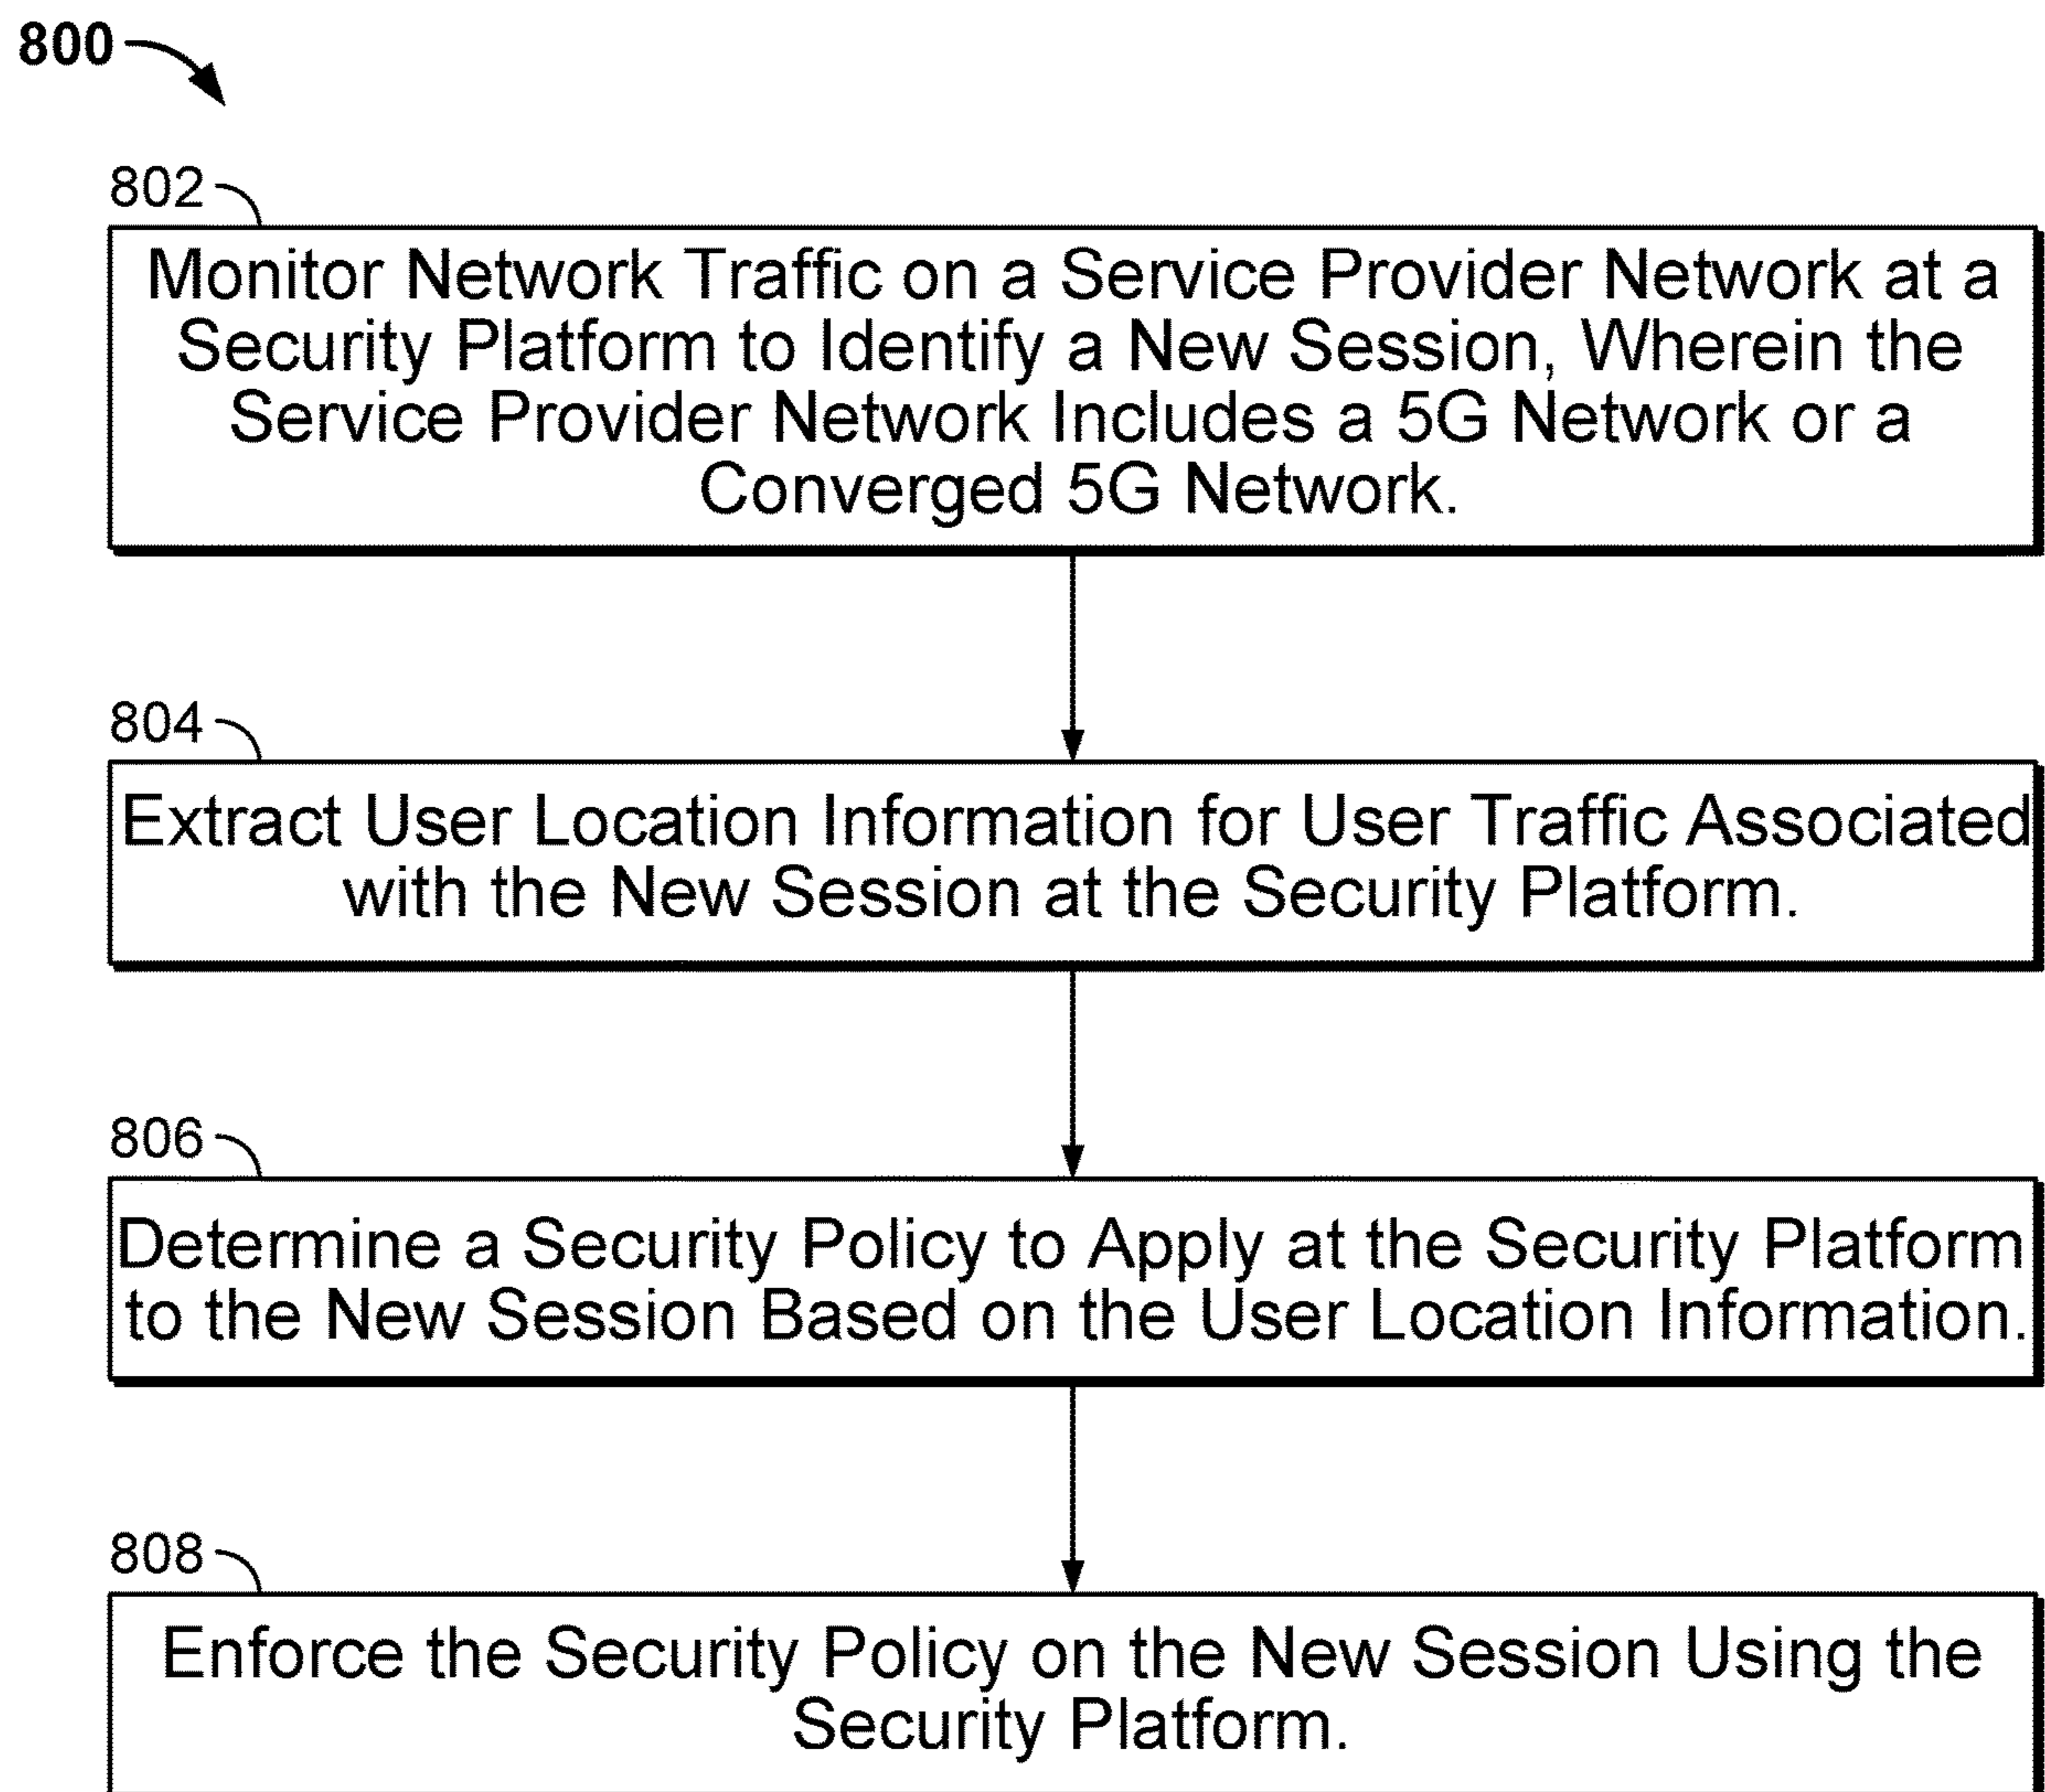 800
802
Monitor Network Traffic on a Service Provider Network at a
Security Platform to Identify a New Session, Wherein the
Service Provider Network Includes a 5G Network or a
Converged 5G Network.
804
Extract User Location Information for User Traffic Associated
with the New Session at the Security Platform.
806
Determine a Security Policy to Apply at the Security Platform
to the New Session Based on the User Location Information.
808
Enforce the Security Policy on the New Session Using the
Security Platform.